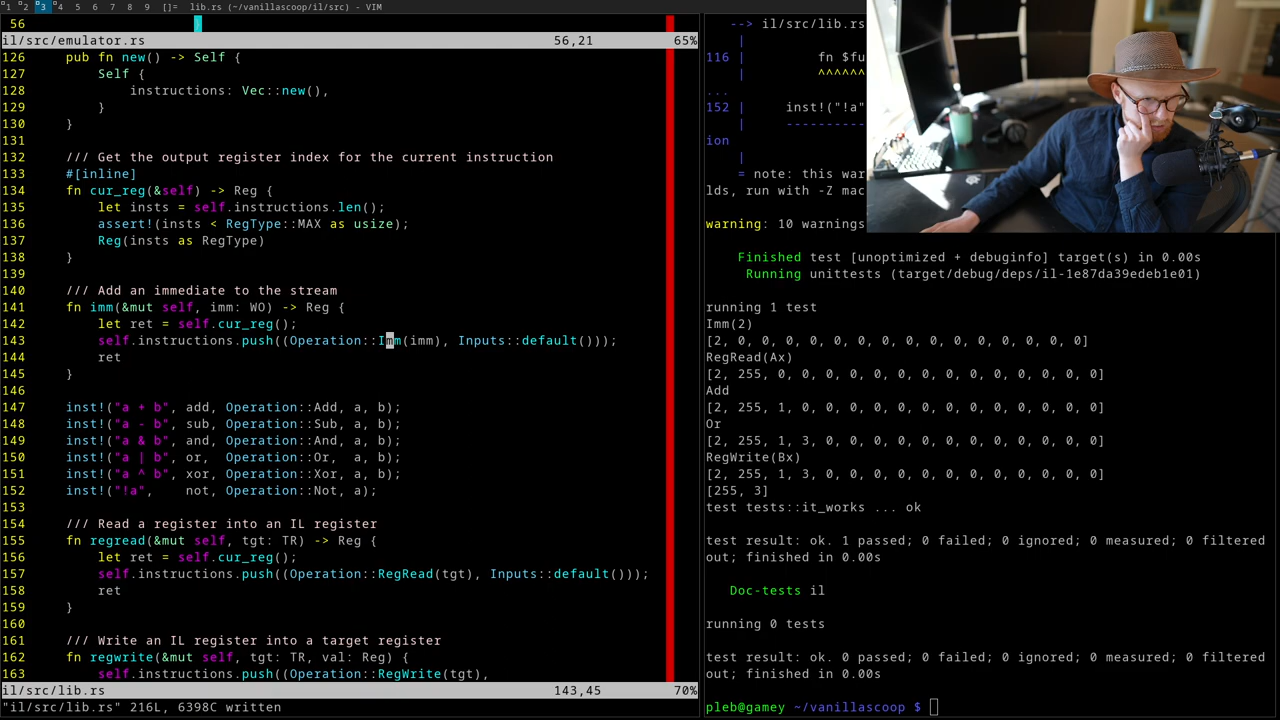 1 2 3 4 5 6 7 8 9 []= lib.rs (~/vanillascoop/il/src) - VIM
56 }
il/src/emulator.rs 56,21 65%
126 pub fn new() -> Self {
127 Self {
128 instructions: Vec::new(),
129 }
130 }
131
132 /// Get the output register index for the current instruction
133 #[inline]
134 fn cur_reg(&self) -> Reg {
135 let insts = self.instructions.len();
136 assert!(insts < RegType::MAX as usize);
137 Reg(insts as RegType)
138 }
139
140 /// Add an immediate to the stream
141 fn imm(&mut self, imm: WO) -> Reg {
142 let ret = self.cur_reg();
143 self.instructions.push((Operation::Imm(imm), Inputs::default()));
144 ret
145 }
146
147 inst!("a + b", add, Operation::Add, a, b);
148 inst!("a - b", sub, Operation::Sub, a, b);
149 inst!("a & b", and, Operation::And, a, b);
150 inst!("a | b", or, Operation::Or, a, b);
151 inst!("a ^ b", xor, Operation::Xor, a, b);
152 inst!("!a", not, Operation::Not, a);
153
154 /// Read a register into an IL register
155 fn regread(&mut self, tgt: TR) -> Reg {
156 let ret = self.cur_reg();
157 self.instructions.push((Operation::RegRead(tgt), Inputs::default()));
158 ret
159 }
160
161 /// Write an IL register into a target register
162 fn regwrite(&mut self, tgt: TR, val: Reg) {
163 self.instructions.push((Operation::RegWrite(tgt),
il/src/lib.rs 143,45 70%
"il/src/lib.rs" 216L, 6398C written
--> il/src/lib.rs
|
116 | fn $fu
| ^^^^^^
...
152 | inst!("!a"
| ----------
ion
|
= note: this war
lds, run with -Z mac
warning: 10 warnings
Finished test [unoptimized + debuginfo] target(s) in 0.00s
Running unittests (target/debug/deps/il-1e87da39edeb1e01)
running 1 test
Imm(2)
[2, 0, 0, 0, 0, 0, 0, 0, 0, 0, 0, 0, 0, 0, 0, 0]
RegRead(Ax)
[2, 255, 0, 0, 0, 0, 0, 0, 0, 0, 0, 0, 0, 0, 0, 0]
Add
[2, 255, 1, 0, 0, 0, 0, 0, 0, 0, 0, 0, 0, 0, 0, 0]
Or
[2, 255, 1, 3, 0, 0, 0, 0, 0, 0, 0, 0, 0, 0, 0, 0]
RegWrite(Bx)
[2, 255, 1, 3, 0, 0, 0, 0, 0, 0, 0, 0, 0, 0, 0, 0]
[255, 3]
test tests::it_works ... ok
test result: ok. 1 passed; 0 failed; 0 ignored; 0 measured; 0 filtered
out; finished in 0.00s
Doc-tests il
running 0 tests
test result: ok. 0 passed; 0 failed; 0 ignored; 0 measured; 0 filtered
out; finished in 0.00s
pleb@gamey ~/vanillascoop $